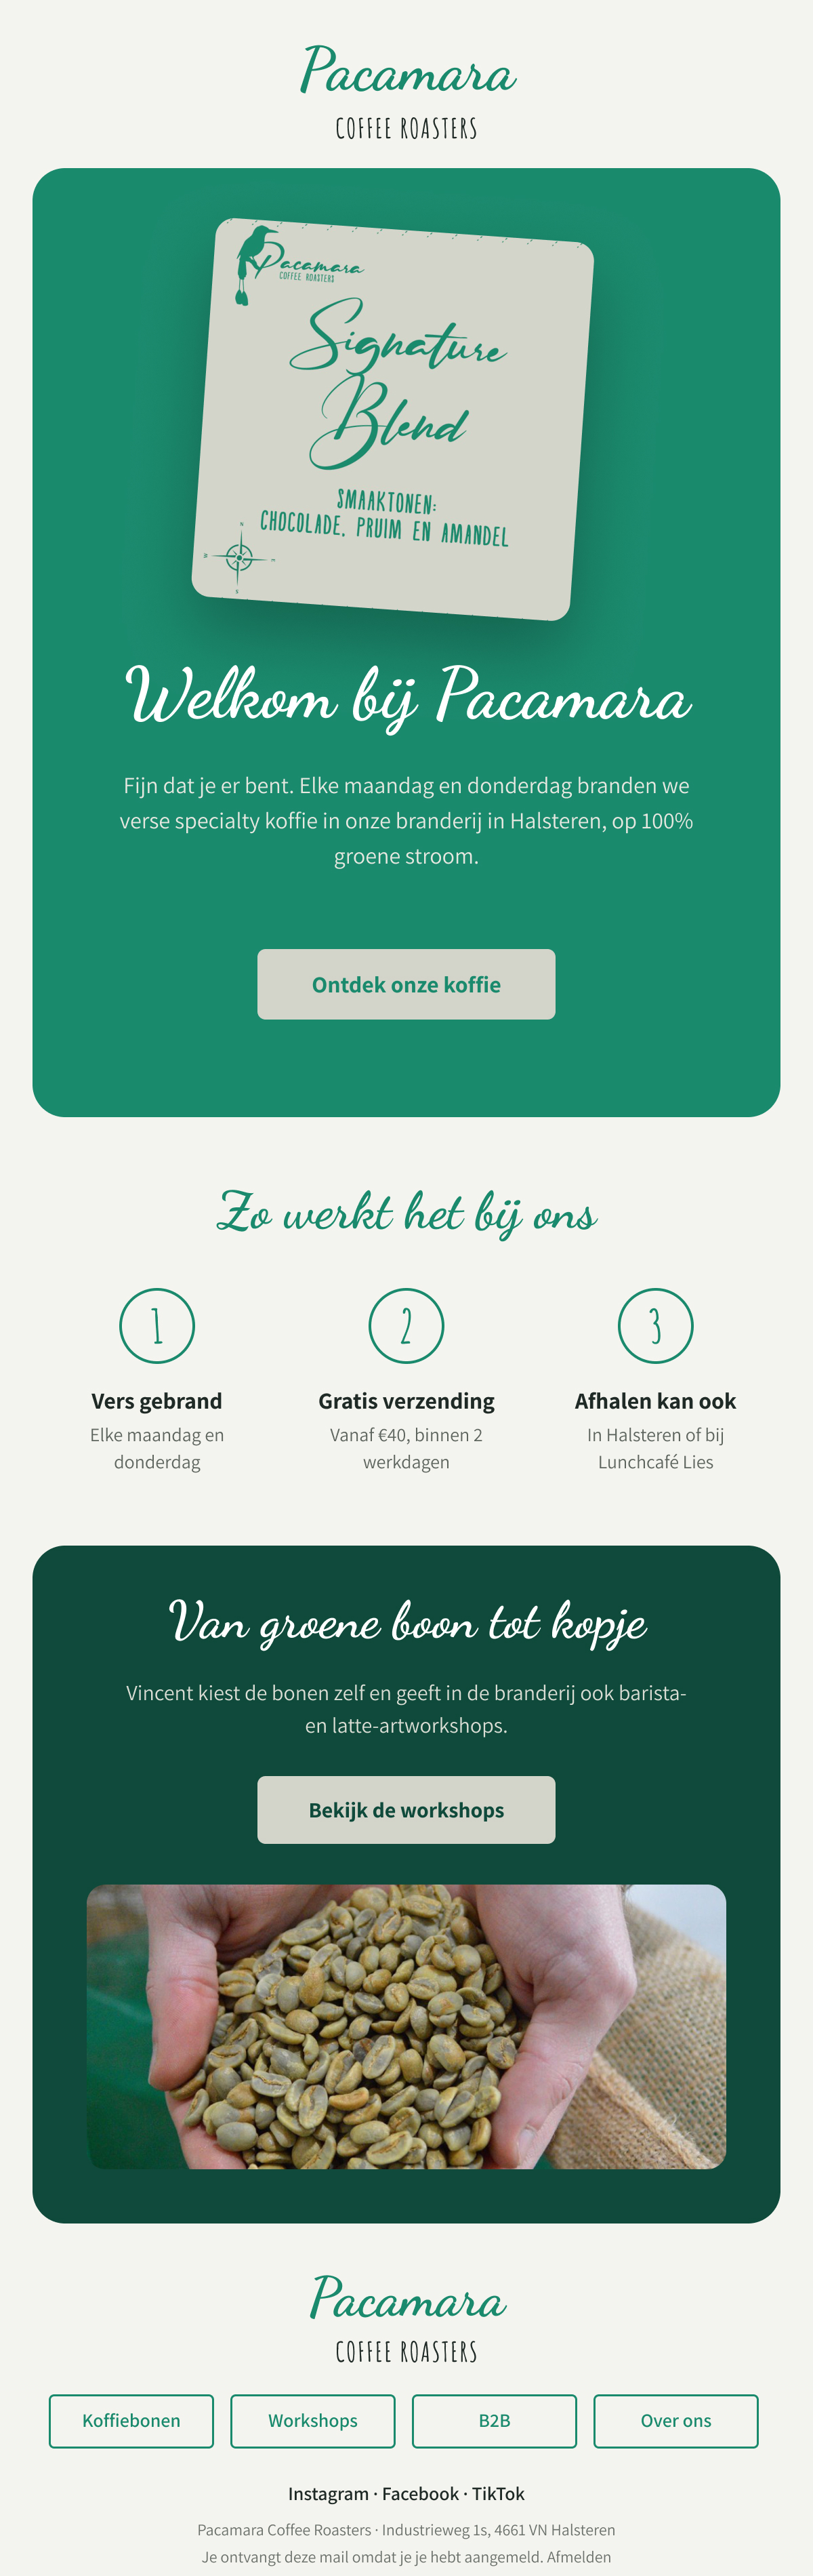 Pacamara
COFFEE ROASTERS
Pacamara
COFFEE ROASTERS
Signature
Blend
SMAAKTONEN:
CHOCOLADE, PRUIM EN AMANDEL
N
W
E
Welkom bij Pacamara
Fijn dat je er bent. Elke maandag en donderdag branden we
verse specialty koffie in onze branderij in Halsteren, op 100%
groene stroom.
Ontdek onze koffie
Zo werkt het bij ons
1
2
3
Vers gebrand
Gratis verzending
Afhalen kan ook
Elke maandag en
donderdag
Vanaf €40, binnen 2
werkdagen
In Halsteren of bij
Lunchcafé Lies
Van groene boon tot kopje
Vincent kiest de bonen zelf en geeft in de branderij ook barista-
en latte-artworkshops.
Bekijk de workshops
Pacamara
COFFEE ROASTERS
Koffiebonen
Workshops
B2B
Over ons
Instagram · Facebook · TikTok
Pacamara Coffee Roasters · Industrieweg 1s, 4661 VN Halsteren
Je ontvangt deze mail omdat je je hebt aangemeld. Afmelden